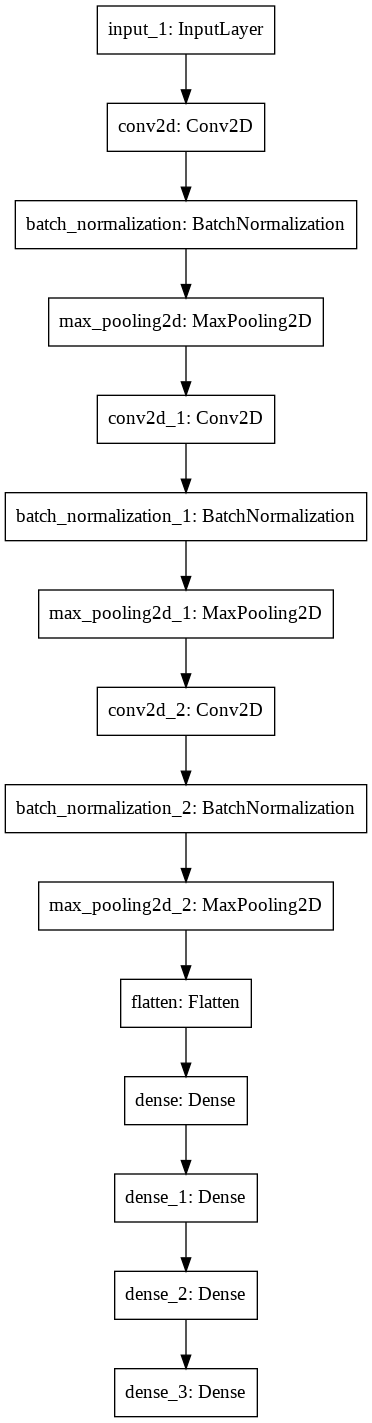 input_1: InputLayer
conv2d: Conv2D
batch_normalization: BatchNormalization
max_pooling2d: MaxPooling2D
conv2d_1: Conv2D
batch_normalization_1: BatchNormalization
max_pooling2d_1: MaxPooling2D
conv2d_2: Conv2D
batch_normalization_2: BatchNormalization
max_pooling2d_2: MaxPooling2D
flatten: Flatten
dense: Dense
dense_1: Dense
dense_2: Dense
dense_3: Dense